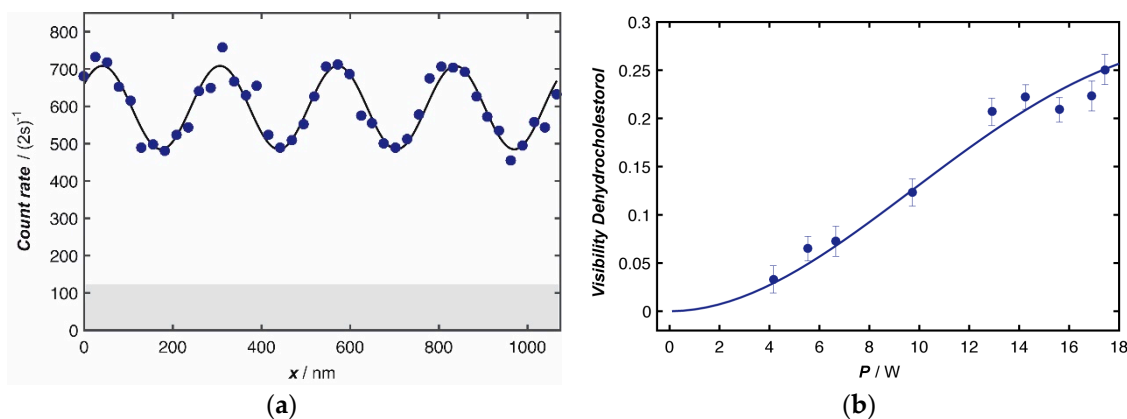 800
700
600
500
400
300
200
100
0
Count rate / (2s)⁻¹
0 200 400 600 800 1000
x / nm
(a)
0.3
0.25
0.2
0.15
0.1
0.05
0
Visibility Dehydrocholestorol
0 2 4 6 8 10 12 14 16 18
P / W
(b)